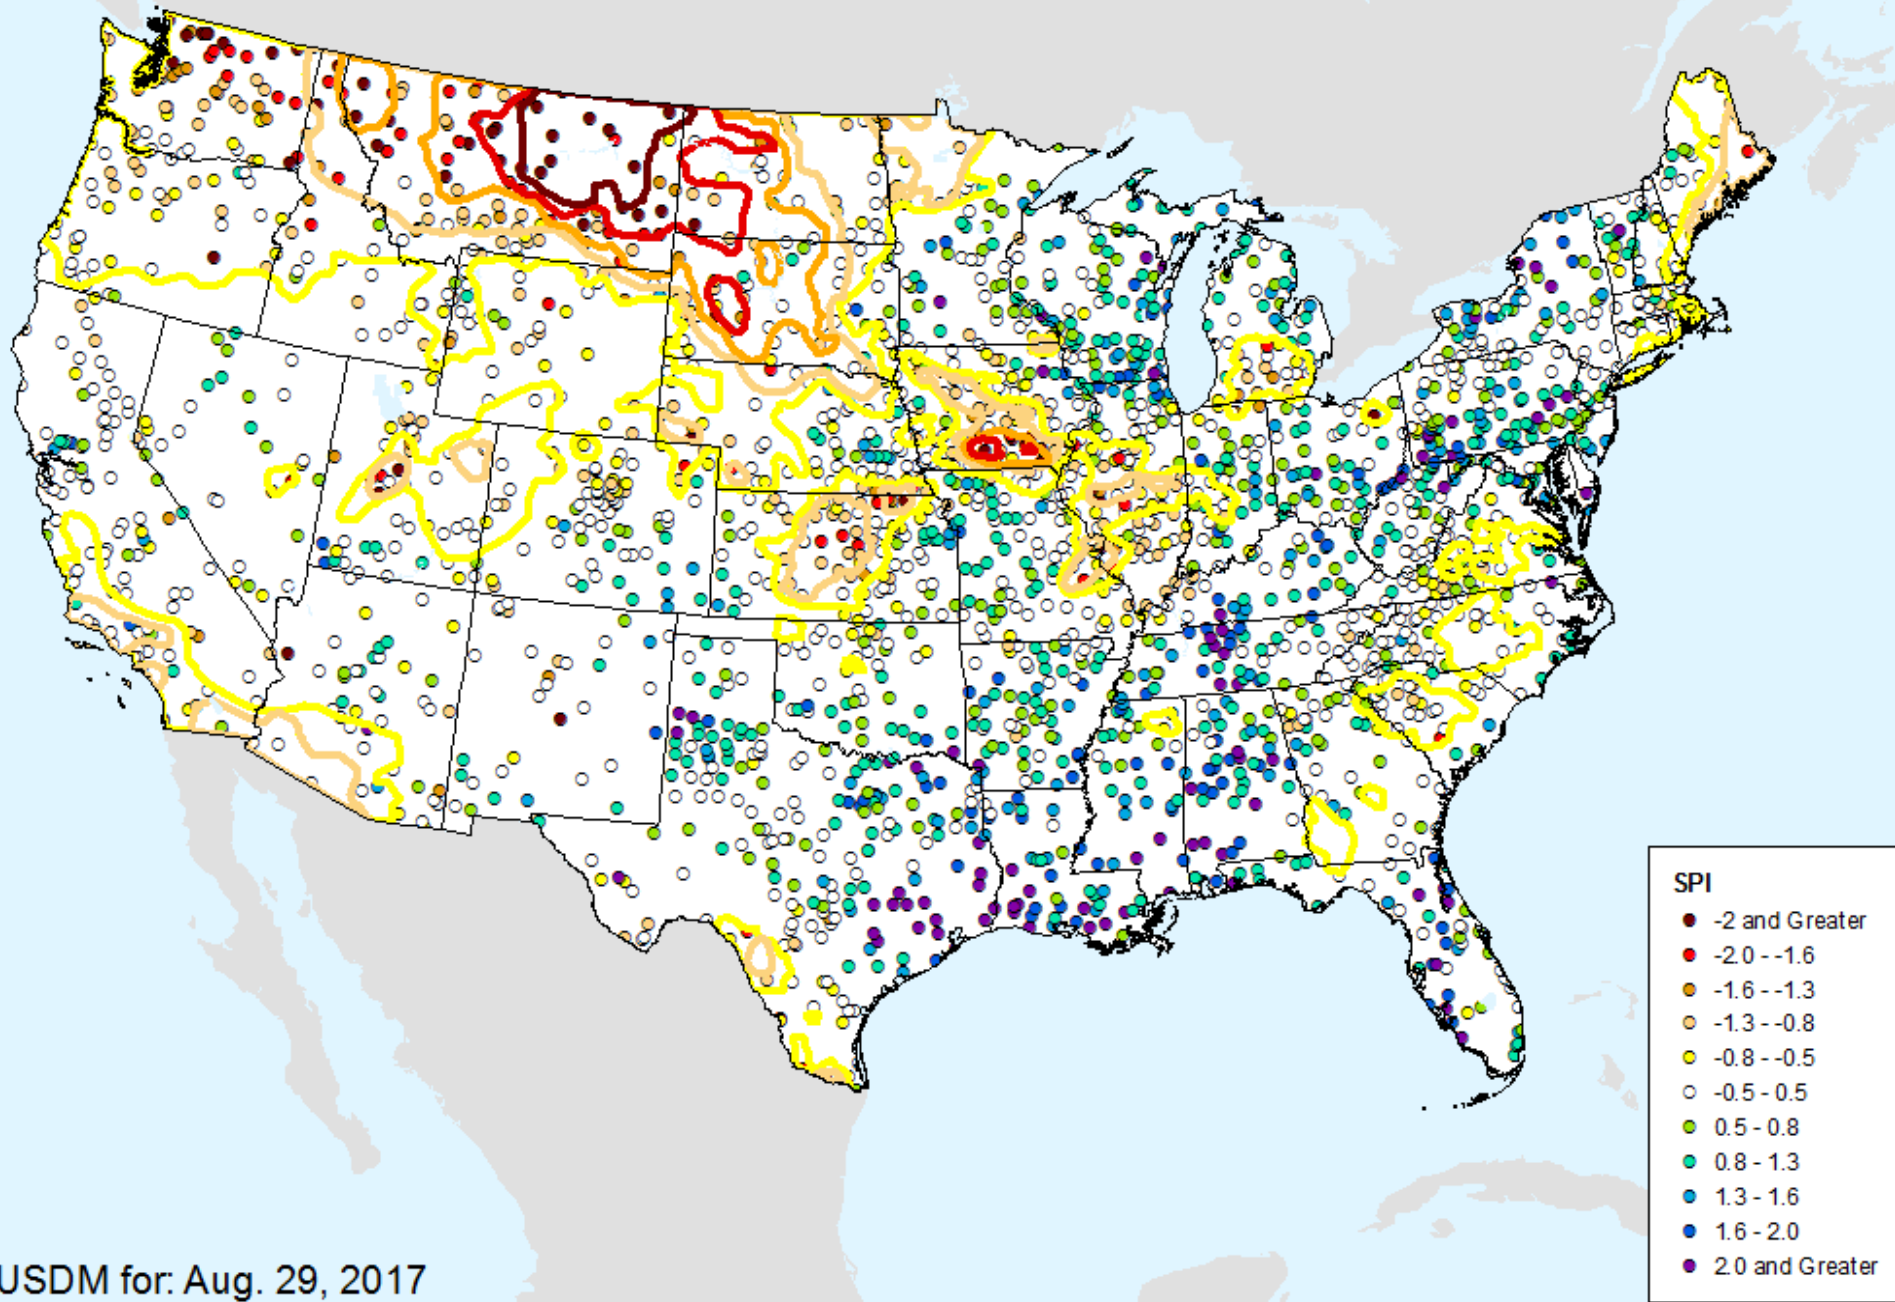 SPI
-2 and Greater
-2.0 - -1.6
-1.6 - -1.3
-1.3 - -0.8
-0.8 - -0.5
-0.5 - 0.5
0.5 - 0.8
0.8 - 1.3
1.3 - 1.6
1.6 - 2.0
2.0 and Greater
USDM for: Aug. 29, 2017